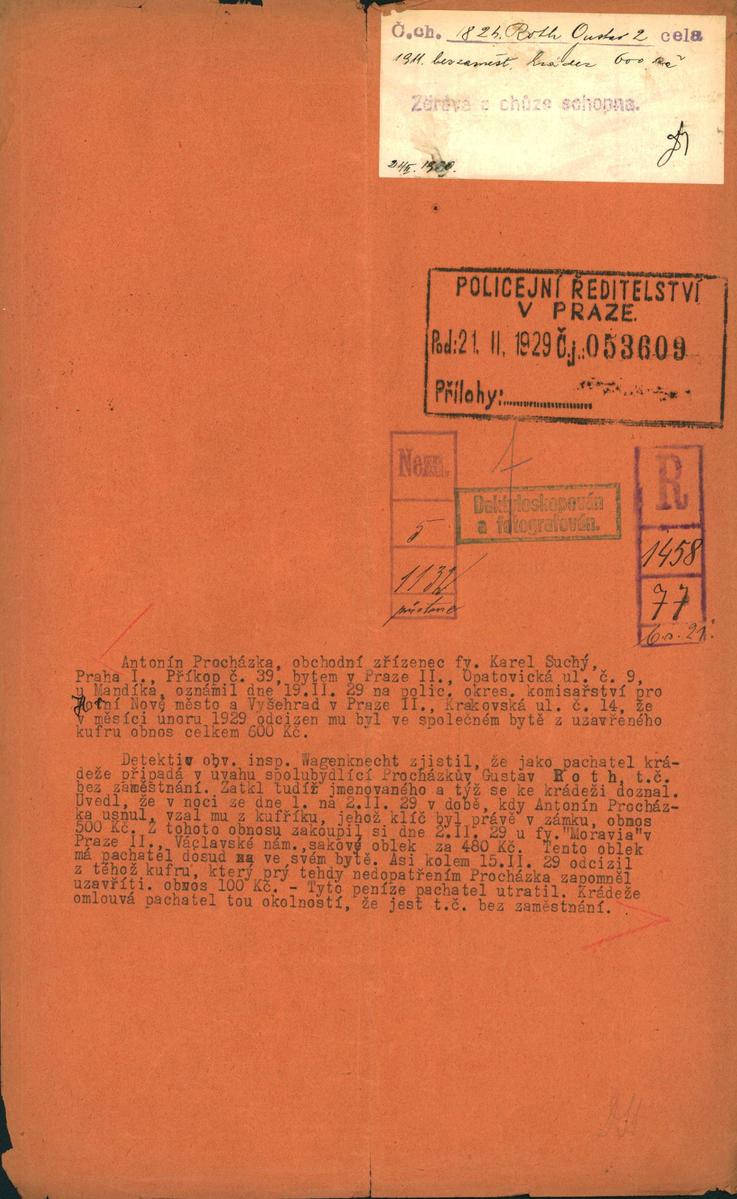 Č.ch. 1824. Roth Gustav 2 cela
1911. bezzaměst. krádež 600 Kč
Zdráva a chůze schopna.
POLICEJNÍ ŘEDITELSTVÍ
V PRAZE.
Pod: 21. II. 1929 Č.j.: 053609
Přílohy:
Nezn.
5
1132
R
1458
77
Daktyloskopován
a fotografován.
Antonín Procházka, obchodní zřízenec fy. Karel Suchý,
Praha I., Příkop č. 39, bytem v Praze II., Opatovická ul. č. 9,
u Mandíka, oznámil dne 19.II. 29 na polic. okres. komisařství pro
Horní Nové město a Vyšehrad v Praze II., Krakovská ul. č. 14, že
v měsíci únoru 1929 odcizen mu byl ve společném bytě z uzavřeného
kufru obnos celkem 600 Kč.
Detektiv obv. insp. Wagenknecht zjistil, že jako pachatel krá-
deže připadá v úvahu spolubydlící Procházkův Gustav Roth, t.č.
bez zaměstnání. Zatkl tudíř jmenovaného a týž se ke krádeži doznal.
Uvedl, že v noci ze dne 1. na 2.II. 29 v době, kdy Antonín Procház-
ka usnul, vzal mu z kufříku, jehož klíč byl právě v zámku, obnos
500 Kč. Z tohoto obnosu zakoupil si dne 2.II. 29 u fy."Moravia"v
Praze II., Václavské nám.,sakový oblek za 480 Kč. Tento oblek
má pachatel dosud na ve svém bytě. Asi kolem 15.II. 29 odcizil
z téhož kufru, který prý tehdy nedopatřením Procházka zapomněl
uzavříti. obnos 100 Kč. - Tyto peníze pachatel utratil. Krádeže
omlouvá pachatel tou okolností, že jest t.č. bez zaměstnání.